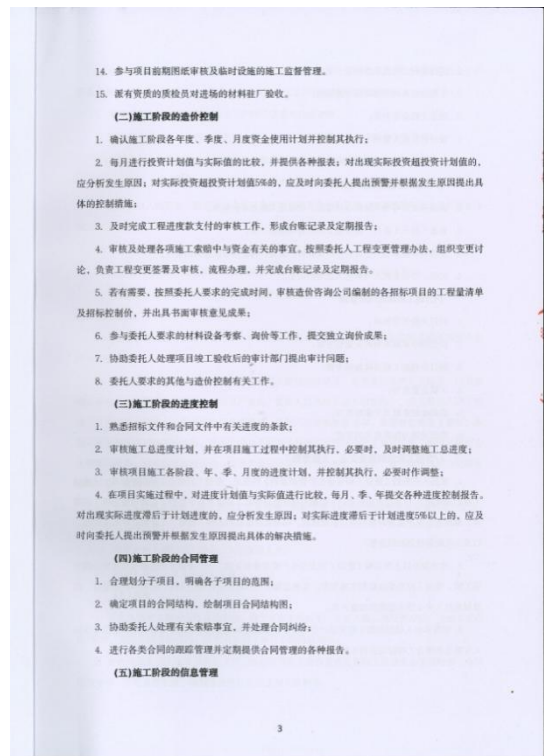 14. 参与项目前期图纸审核及临时设施的施工监督管理。
15. 派有资质的质检员对进场的材料驻厂验收。
(二)施工阶段的造价控制
1. 确认施工阶段各年度、季度、月度资金使用计划并控制其执行；
2. 每月进行投资计划值与实际值的比较，并提供各种报表；对出现实际投资超投资计划值的，
应分析发生原因；对实际投资超投资计划值5%的，应及时向委托人提出预警并根据发生原因提出具
体的控制措施；
3. 及时完成工程进度款支付的审核工作，形成台账记录及定期报告；
4. 审核及处理各项施工索赔中与资金有关的事宜。按照委托人工程变更管理办法，组织变更讨
论，负责工程变更签署及审核，流程办理，并完成台账记录及定期报告。
5. 若有需要，按照委托人要求的完成时间，审核造价咨询公司编制的各招标项目的工程量清单
及招标控制价，并出具书面审核意见成果；
6. 参与委托人要求的材料设备考察、询价等工作，提交独立询价成果；
7. 协助委托人处理项目竣工验收后的审计部门提出审计问题；
8. 委托人要求的其他与造价控制有关工作。
(三)施工阶段的进度控制
1. 熟悉招标文件和合同文件中有关进度的条款；
2. 审核施工总进度计划，并在项目施工过程中控制其执行，必要时，及时调整施工总进度；
3. 审核项目施工各阶段、年、季、月度的进度计划，并控制其执行，必要时作调整；
4. 在项目实施过程中，对进度计划值与实际值进行比较，每月、季、年提交各种进度控制报告。
对出现实际进度滞后于计划进度的，应分析发生原因；对实际进度滞后于计划进度5%以上的，应及
时向委托人提出预警并根据发生原因提出具体的解决措施。
(四)施工阶段的合同管理
1. 合理划分子项目，明确各子项目的范围；
2. 确定项目的合同结构，绘制项目合同结构图；
3. 协助委托人处理有关索赔事宜，并处理合同纠纷；
4. 进行各类合同的跟踪管理并定期提供合同管理的各种报告。
(五)施工阶段的信息管理
3